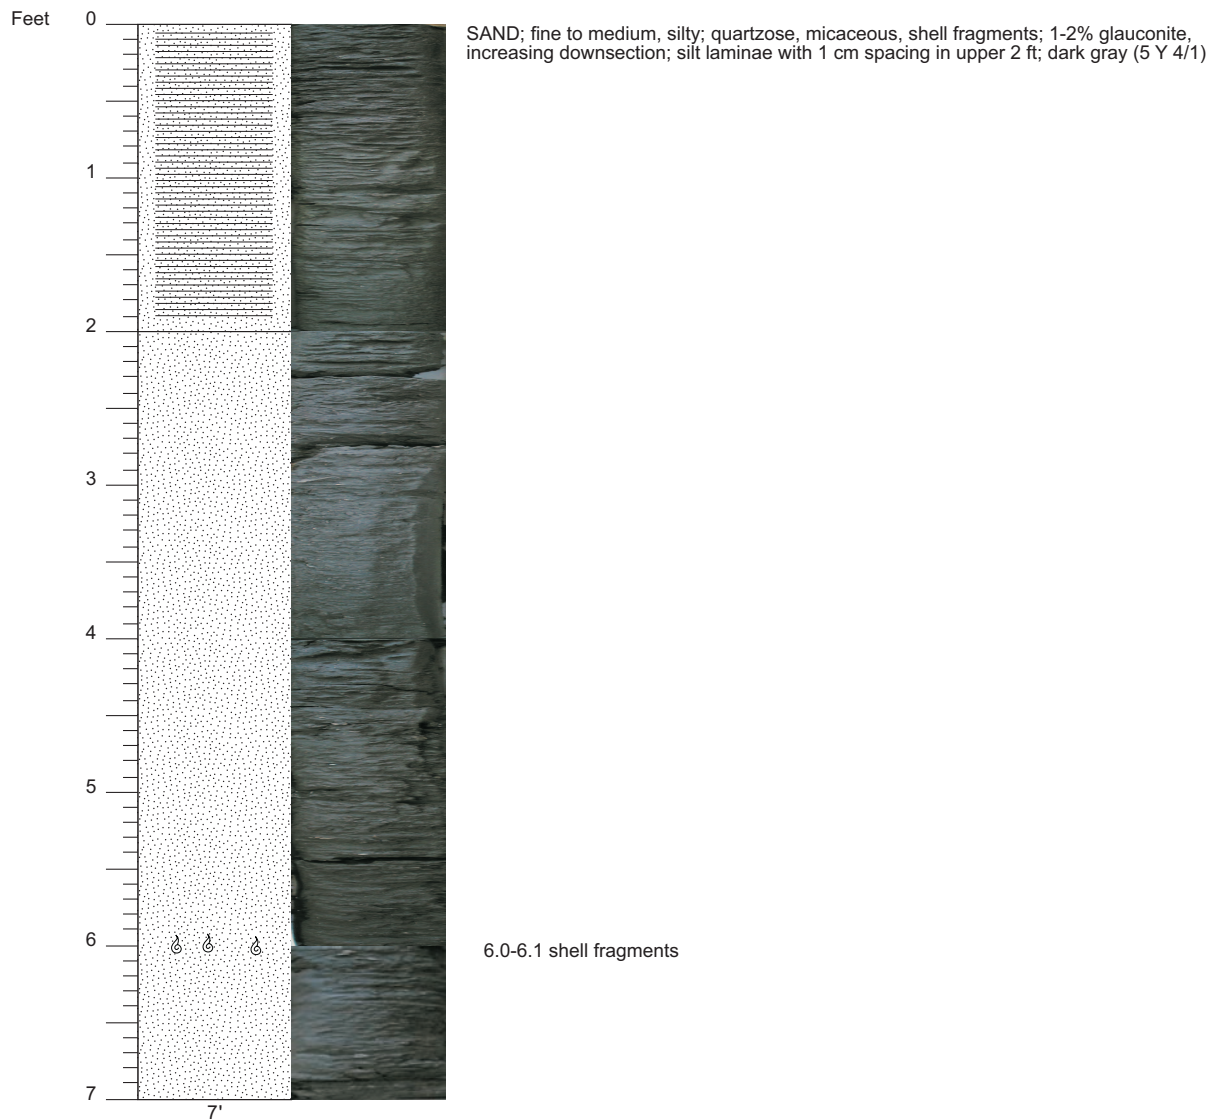 Feet
0
SAND; fine to medium, silty; quartzose, micaceous, shell fragments; 1-2% glauconite,
increasing downsection; silt laminae with 1 cm spacing in upper 2 ft; dark gray (5 Y 4/1)
1
2
3
4
5
6
6.0-6.1 shell fragments
7
7'